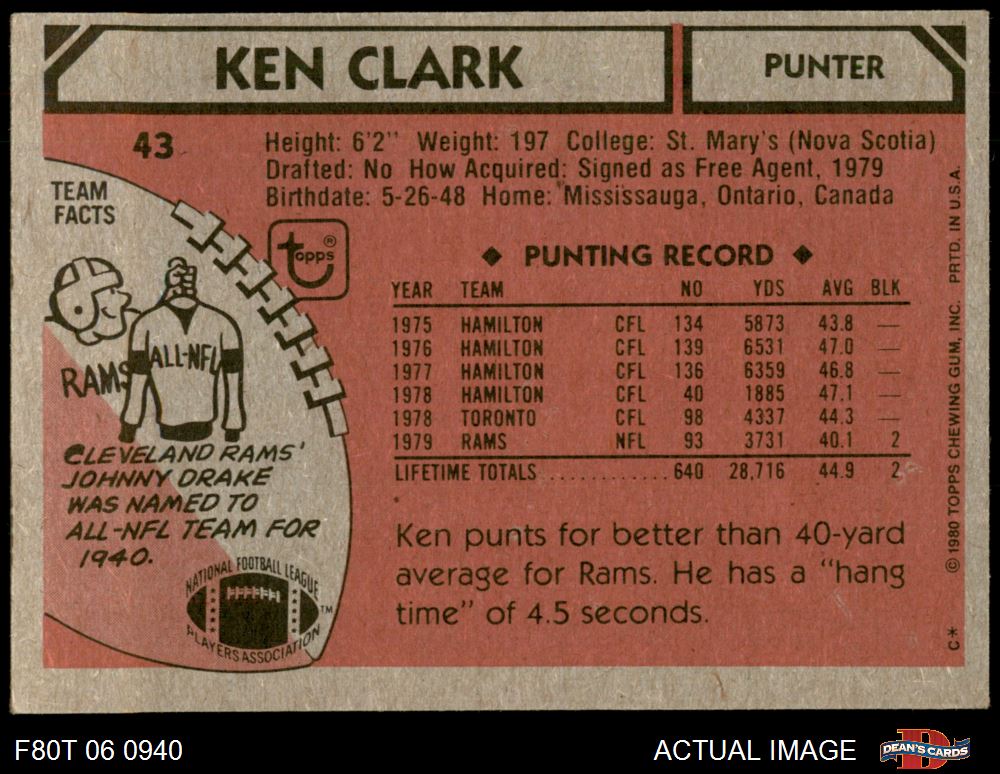 KEN CLARK
PUNTER
43
Height: 6'2" Weight: 197 College: St. Mary's (Nova Scotia)
Drafted: No How Acquired: Signed as Free Agent, 1979
Birthdate: 5-26-48 Home: Mississauga, Ontario, Canada
TEAM
FACTS
RAMS
ALL-NFL
CLEVELAND RAMS'
JOHNNY DRAKE
WAS NAMED TO
ALL-NFL TEAM FOR
1940.
NATIONAL FOOTBALL LEAGUE
PLAYERS ASSOCIATION
TM
topps ®
◆ PUNTING RECORD ◆
YEAR TEAM NO YDS AVG BLK
1975 HAMILTON CFL 134 5873 43.8 —
1976 HAMILTON CFL 139 6531 47.0 —
1977 HAMILTON CFL 136 6359 46.8 —
1978 HAMILTON CFL 40 1885 47.1 —
1978 TORONTO CFL 98 4337 44.3 —
1979 RAMS NFL 93 3731 40.1 2
LIFETIME TOTALS ............ 640 28,716 44.9 2
Ken punts for better than 40-yard
average for Rams. He has a "hang
time" of 4.5 seconds.
©1980 TOPPS CHEWING GUM, INC. PRTD. IN U.S.A.
C*
F80T 06 0940
ACTUAL IMAGE
DEAN'S CARDS